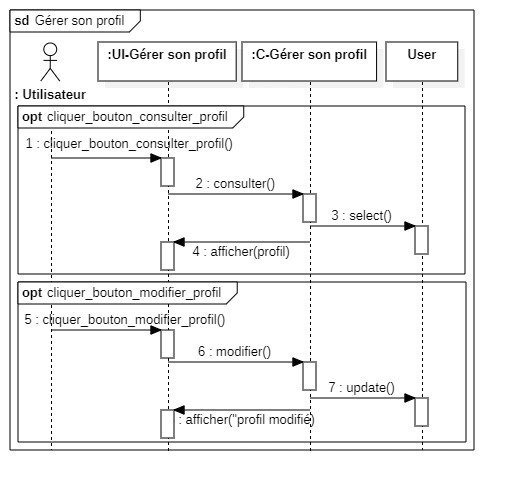 sd Gérer son profil
:UI-Gérer son profil
:C-Gérer son profil
User
: Utilisateur
opt cliquer_bouton_consulter_profil
1 : cliquer_bouton_consulter_profil()
2 : consulter()
3 : select()
4 : afficher(profil)
opt cliquer_bouton_modifier_profil
5 : cliquer_bouton_modifier_profil()
6 : modifier()
7 : update()
: afficher("profil modifié)